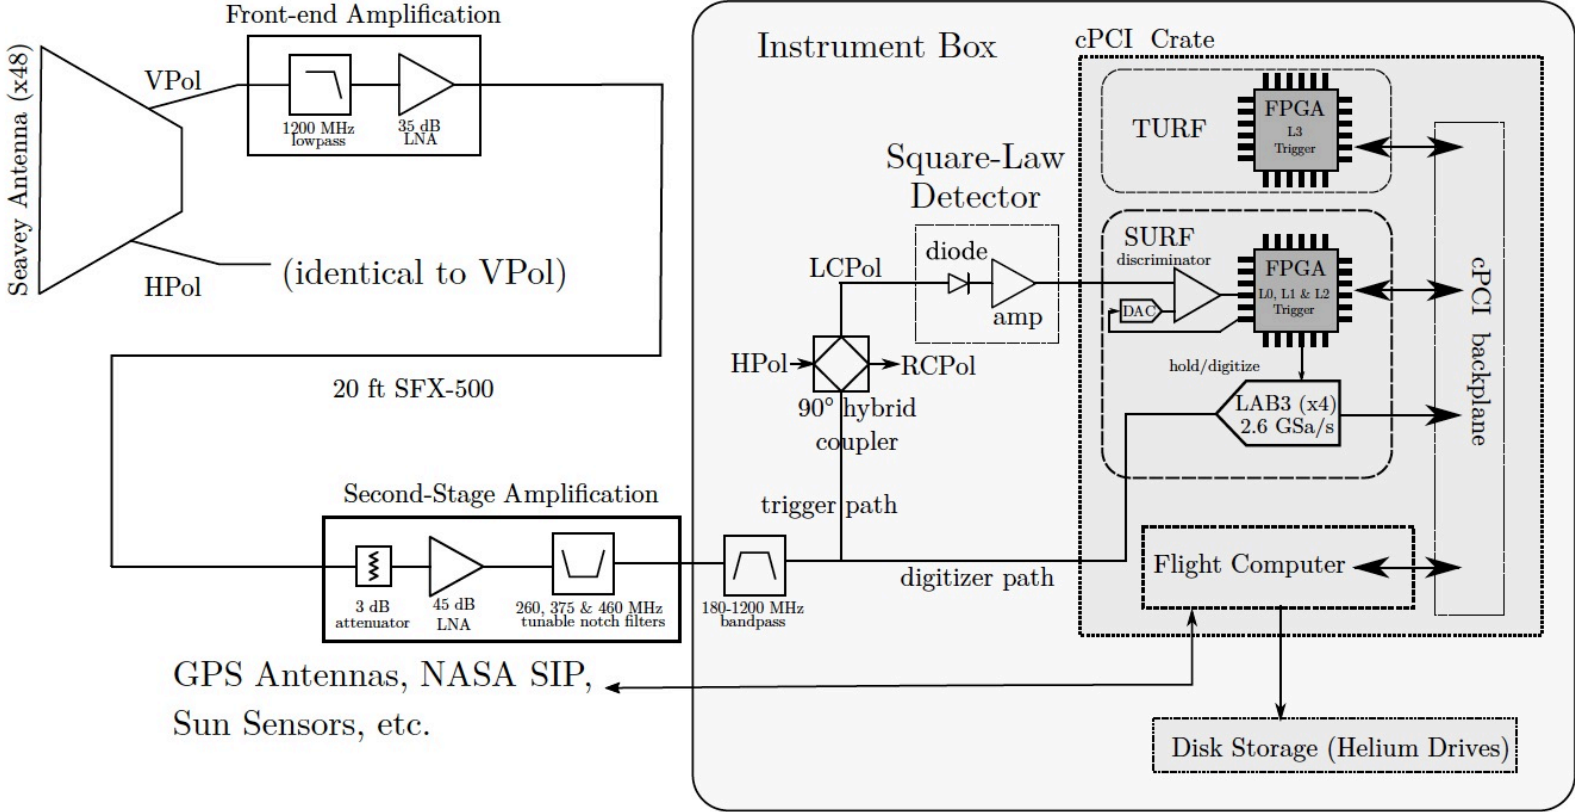 Front-end Amplification
Seavey Antenna (x48)
VPol
1200 MHz
lowpass
35 dB
LNA
HPol
(identical to VPol)
20 ft SFX-500
Second-Stage Amplification
3 dB
attenuator
45 dB
LNA
260, 375 & 460 MHz
tunable notch filters
180-1200 MHz
bandpass
GPS Antennas, NASA SIP,
Sun Sensors, etc.
Instrument Box
trigger path
digitizer path
HPol
RCPol
LCPol
90° hybrid
coupler
Square-Law
Detector
diode
amp
cPCI Crate
TURF
FPGA
L3
Trigger
SURF
discriminator
DAC
FPGA
L0, L1 & L2
Trigger
hold/digitize
LAB3 (x4)
2.6 GSa/s
cPCI backplane
Flight Computer
Disk Storage (Helium Drives)